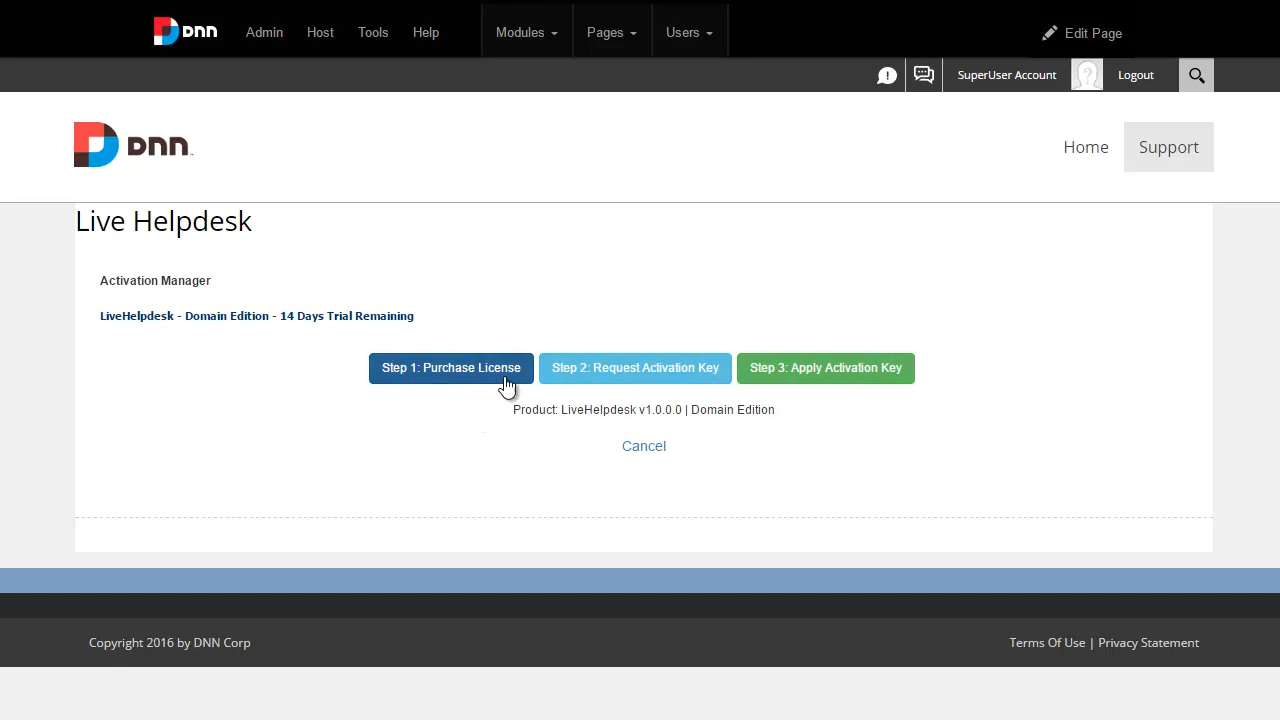 DNN Admin Host Tools Help Modules Pages Users Edit Page
SuperUser Account Logout
DNN Home Support
Live Helpdesk
Activation Manager
LiveHelpdesk - Domain Edition - 14 Days Trial Remaining
Step 1: Purchase License Step 2: Request Activation Key Step 3: Apply Activation Key
Product: LiveHelpdesk v1.0.0.0 | Domain Edition
Cancel
Copyright 2016 by DNN Corp Terms Of Use | Privacy Statement